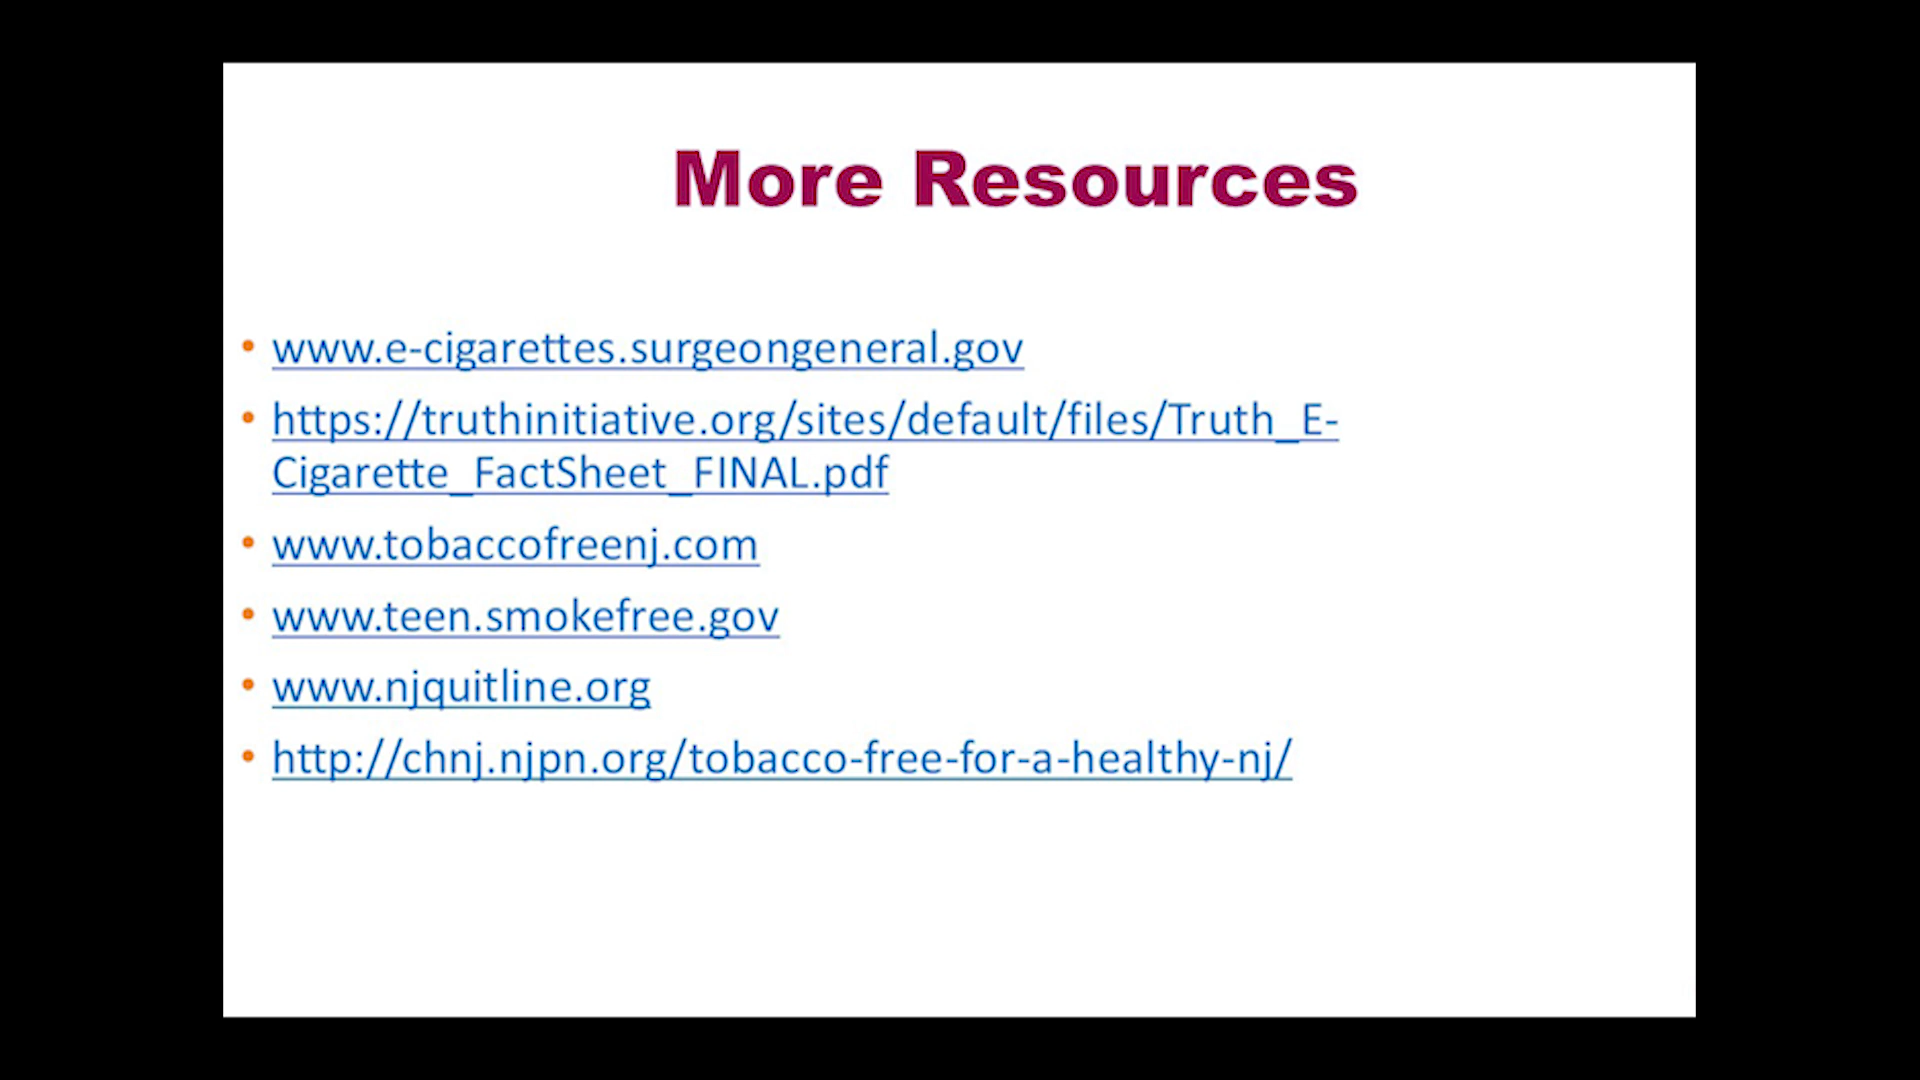 More Resources
• www.e-cigarettes.surgeongeneral.gov
• https://truthinitiative.org/sites/default/files/Truth_E-
Cigarette_FactSheet_FINAL.pdf
• www.tobaccofreenj.com
• www.teen.smokefree.gov
• www.njquitline.org
• http://chnj.njpn.org/tobacco-free-for-a-healthy-nj/